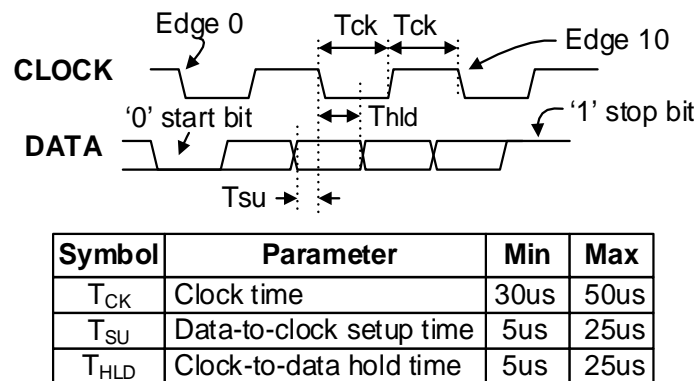 Edge 0
Tck Tck
Edge 10
CLOCK
'0' start bit
Thld
'1' stop bit
DATA
Tsu
Symbol Parameter Min Max
TCK Clock time 30us 50us
TSU Data-to-clock setup time 5us 25us
THLD Clock-to-data hold time 5us 25us